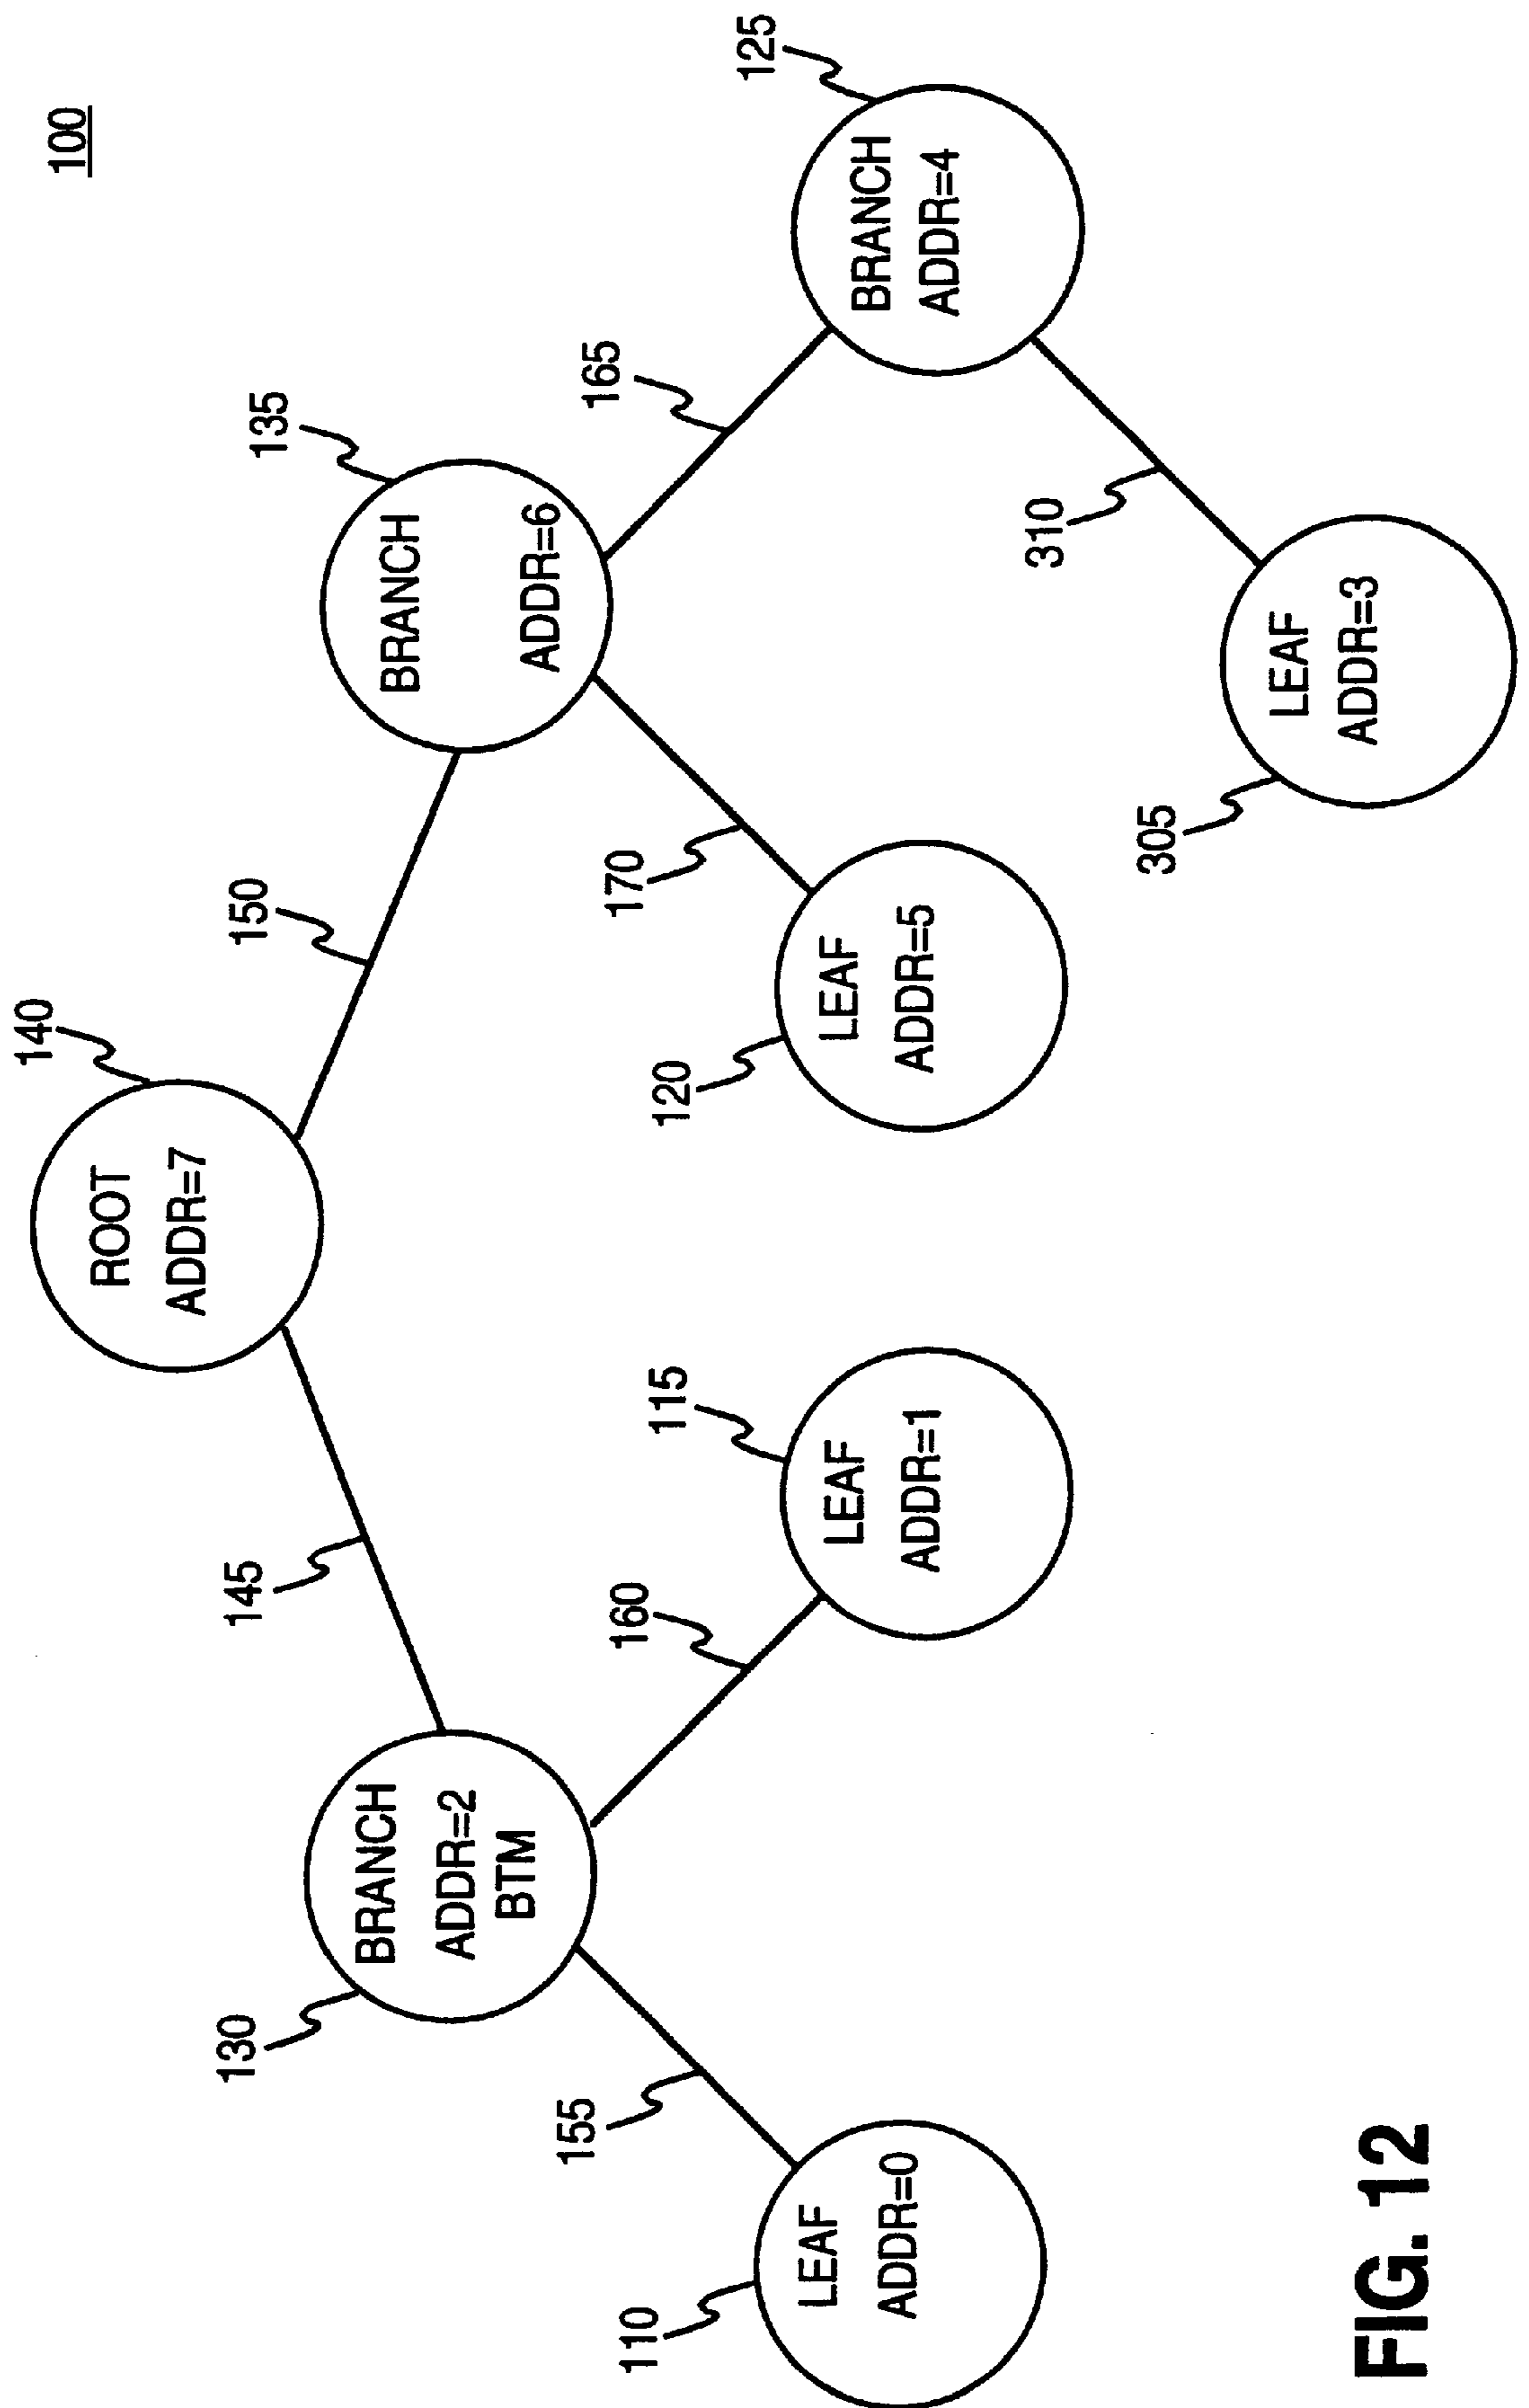 100
140
ROOT
ADDR=7
145
150
130
BRANCH
ADDR=2
BTM
135
BRANCH
ADDR=6
155
160
170
165
110
LEAF
ADDR=0
115
LEAF
ADDR=1
120
LEAF
ADDR=5
125
BRANCH
ADDR=4
310
305
LEAF
ADDR=3
FIG. 12